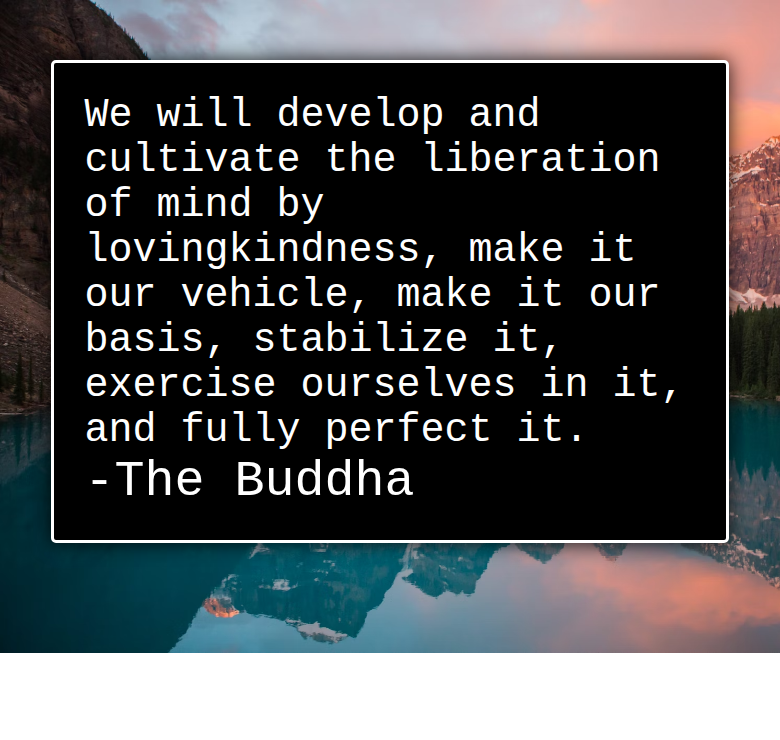 We will develop and
cultivate the liberation
of mind by
lovingkindness, make it
our vehicle, make it our
basis, stabilize it,
exercise ourselves in it,
and fully perfect it.
-The Buddha